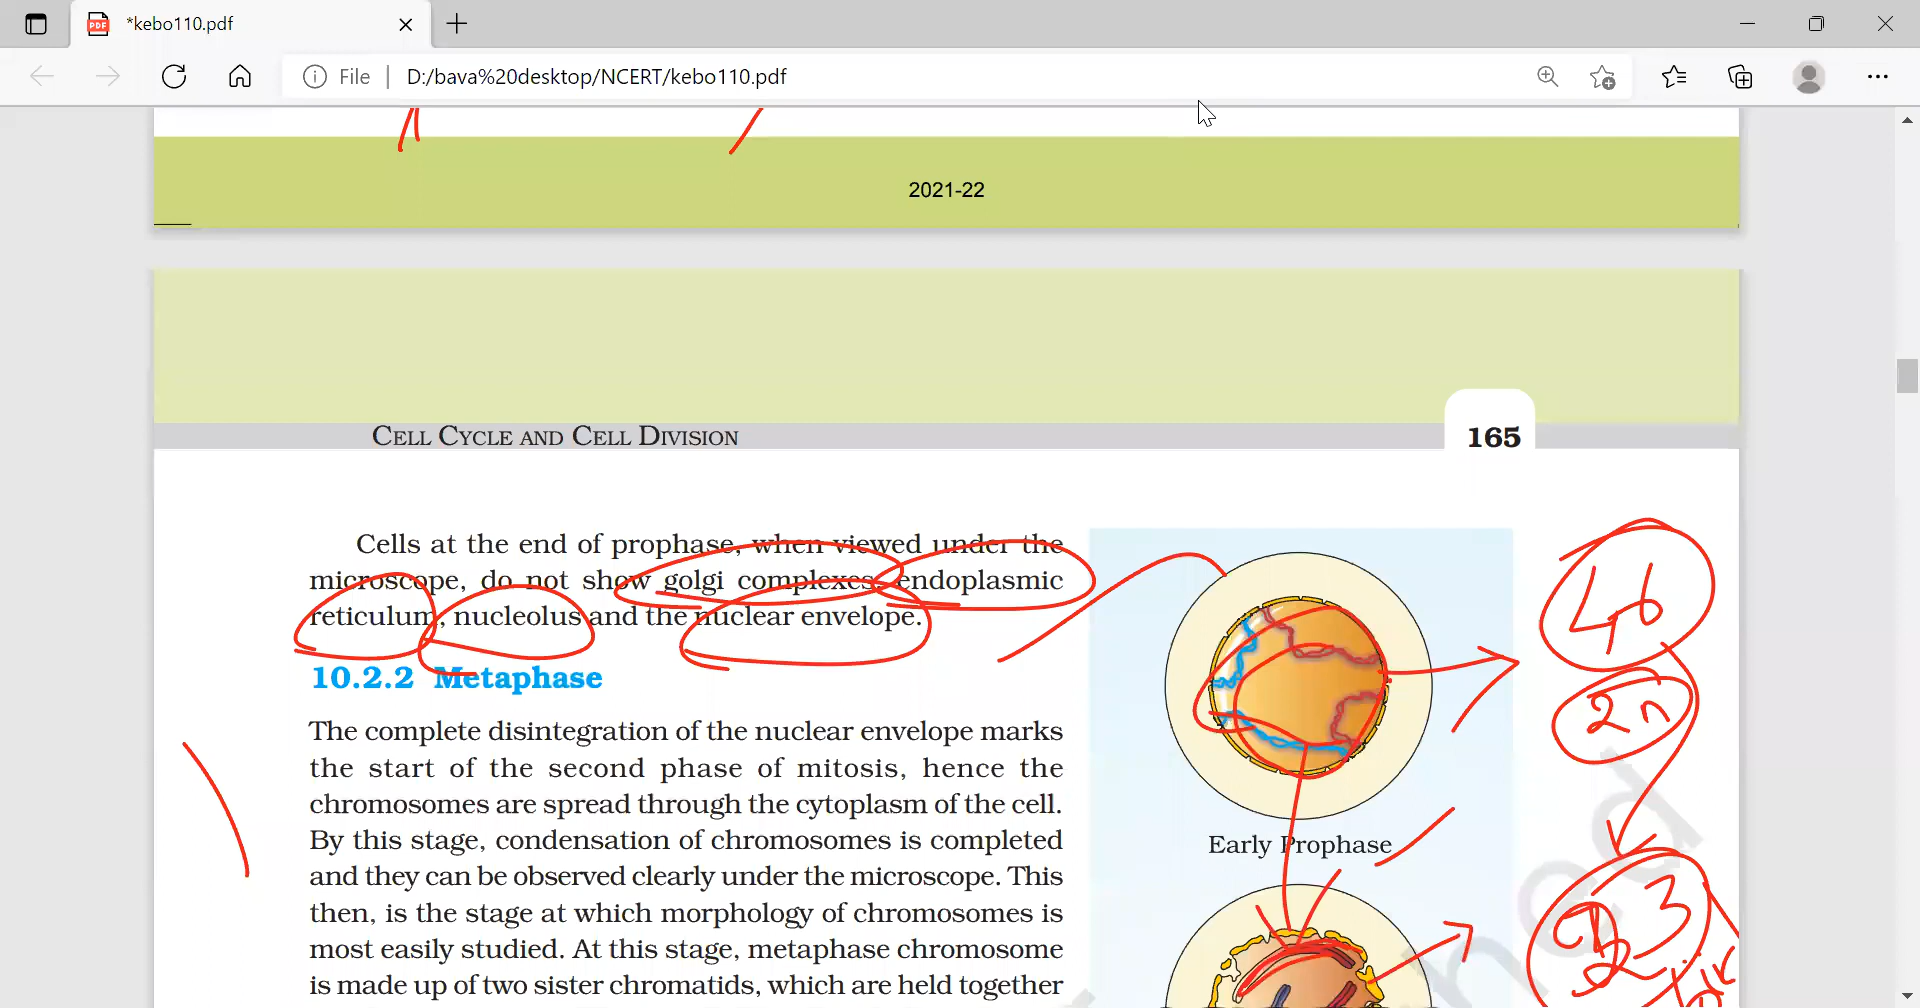 *kebo110.pdf
File
D:/bava%20desktop/NCERT/kebo110.pdf
2021-22
CELL CYCLE AND CELL DIVISION
165
Cells at the end of prophase, when viewed under the
microscope, do not show golgi complexes, endoplasmic
reticulum, nucleolus and the nuclear envelope.
10.2.2 Metaphase
The complete disintegration of the nuclear envelope marks
the start of the second phase of mitosis, hence the
chromosomes are spread through the cytoplasm of the cell.
By this stage, condensation of chromosomes is completed
and they can be observed clearly under the microscope. This
then, is the stage at which morphology of chromosomes is
most easily studied. At this stage, metaphase chromosome
is made up of two sister chromatids, which are held together
Early Prophase
46
2n